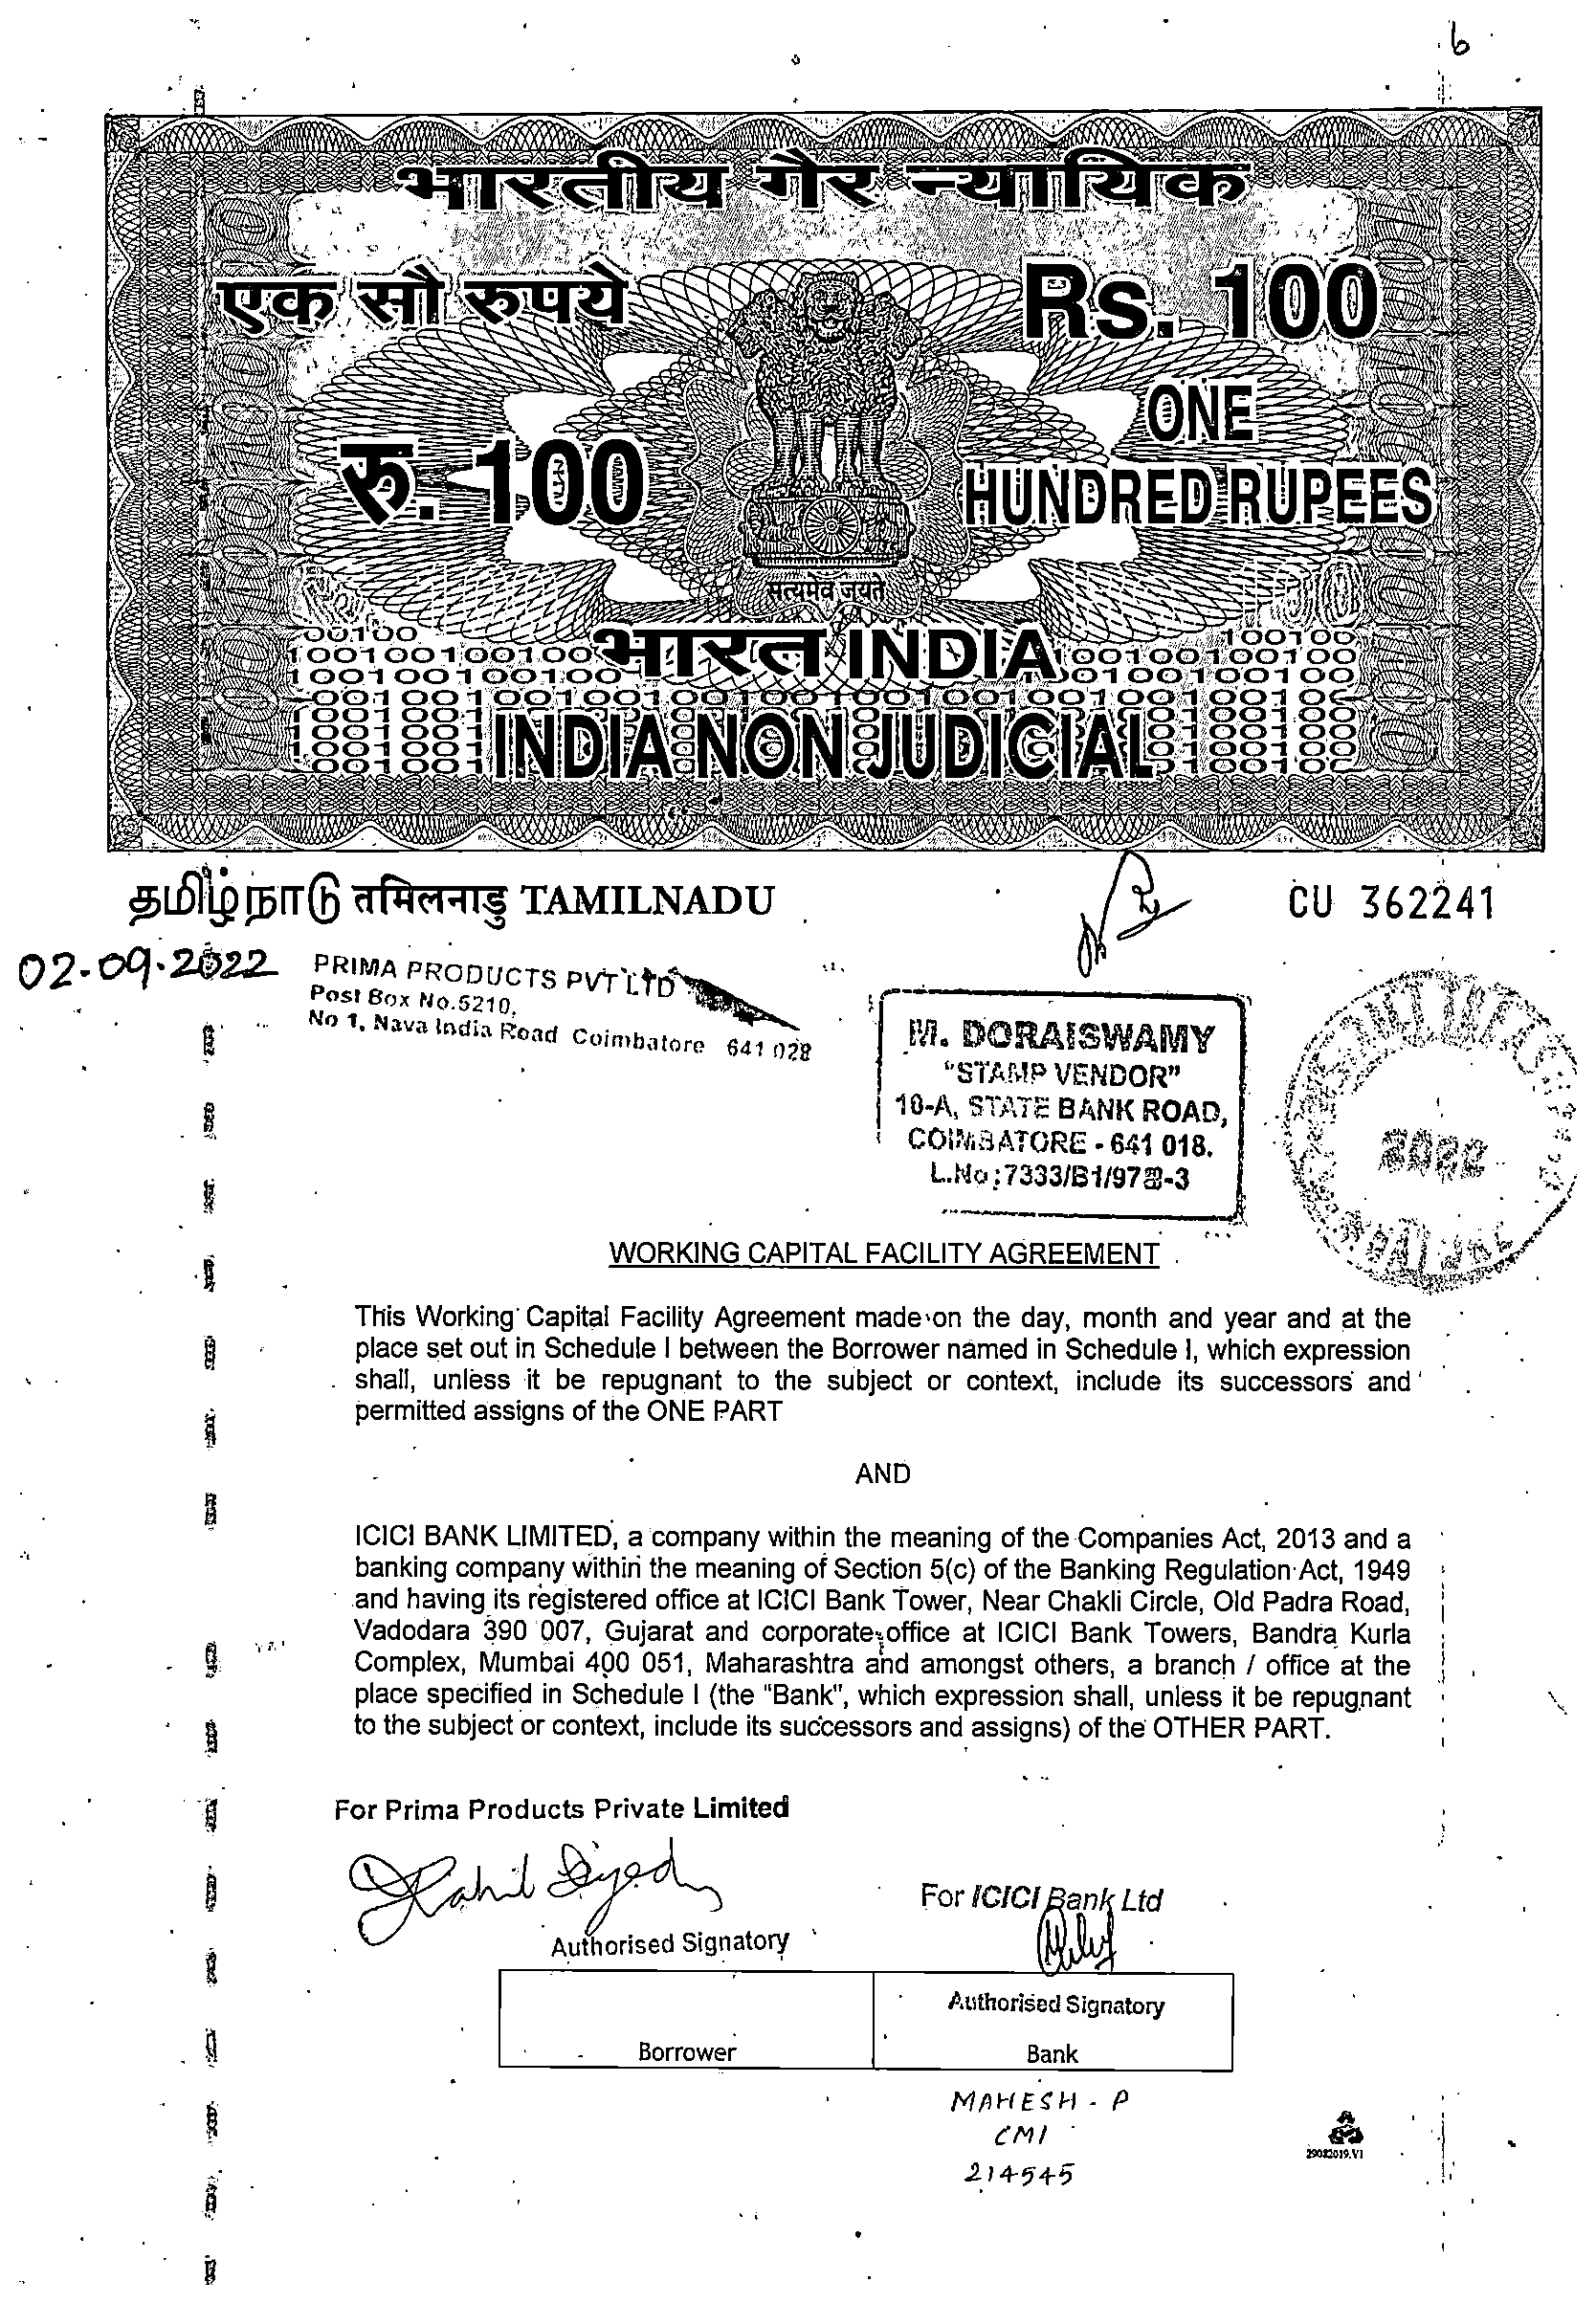 6
भारतीय गैर न्यायिक
एक सौ रुपये
Rs. 100
रु. 100
ONE
HUNDRED RUPEES
सत्यमेव जयते
भारत INDIA
INDIA NON JUDICIAL
தமிழ்நாடு तमिलनाडु TAMILNADU
CU 362241
02-09-2022
PRIMA PRODUCTS PVT LTD
Post Box No.5210,
No 1, Nava India Road Coimbatore 641 028
M. DORAISWAMY
"STAMP VENDOR"
10-A, STATE BANK ROAD,
COIMBATORE - 641 018.
L.No:7333/B1/97
-3
2022
WORKING CAPITAL FACILITY AGREEMENT
This Working Capital Facility Agreement made on the day, month and year and at the
place set out in Schedule I between the Borrower named in Schedule I, which expression
shall, unless it be repugnant to the subject or context, include its successors and
permitted assigns of the ONE PART
AND
ICICI BANK LIMITED, a company within the meaning of the Companies Act, 2013 and a
banking company within the meaning of Section 5(c) of the Banking Regulation Act, 1949
and having its registered office at ICICI Bank Tower, Near Chakli Circle, Old Padra Road,
Vadodara 390 007, Gujarat and corporate office at ICICI Bank Towers, Bandra Kurla
Complex, Mumbai 400 051, Maharashtra and amongst others, a branch / office at the
place specified in Schedule I (the "Bank", which expression shall, unless it be repugnant
to the subject or context, include its successors and assigns) of the OTHER PART.
For Prima Products Private Limited
For ICICI Bank Ltd
Authorised Signatory
Authorised Signatory
Borrower
Bank
MAHESH - P
CMI
214545
29082019.V1